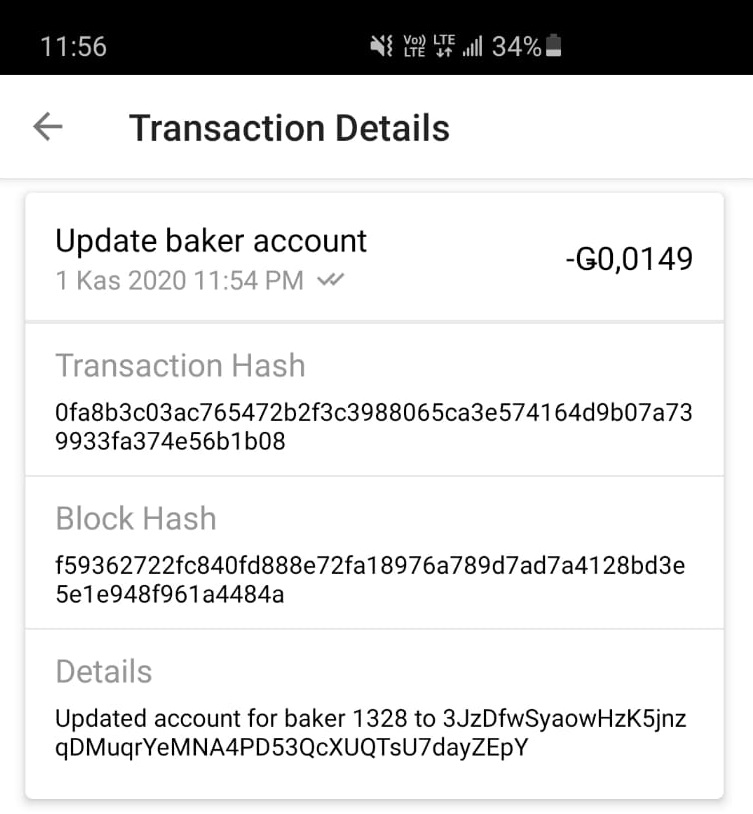 11:56 Vo)) LTE LTE 34%
Transaction Details
Update baker account
-Ǥ0,0149
1 Kas 2020 11:54 PM
Transaction Hash
0fa8b3c03ac765472b2f3c3988065ca3e574164d9b07a73
9933fa374e56b1b08
Block Hash
f59362722fc840fd888e72fa18976a789d7ad7a4128bd3e
5e1e948f961a4484a
Details
Updated account for baker 1328 to 3JzDfwSyaowHzK5jnz
qDMuqrYeMNA4PD53QcXUQTsU7dayZEpY